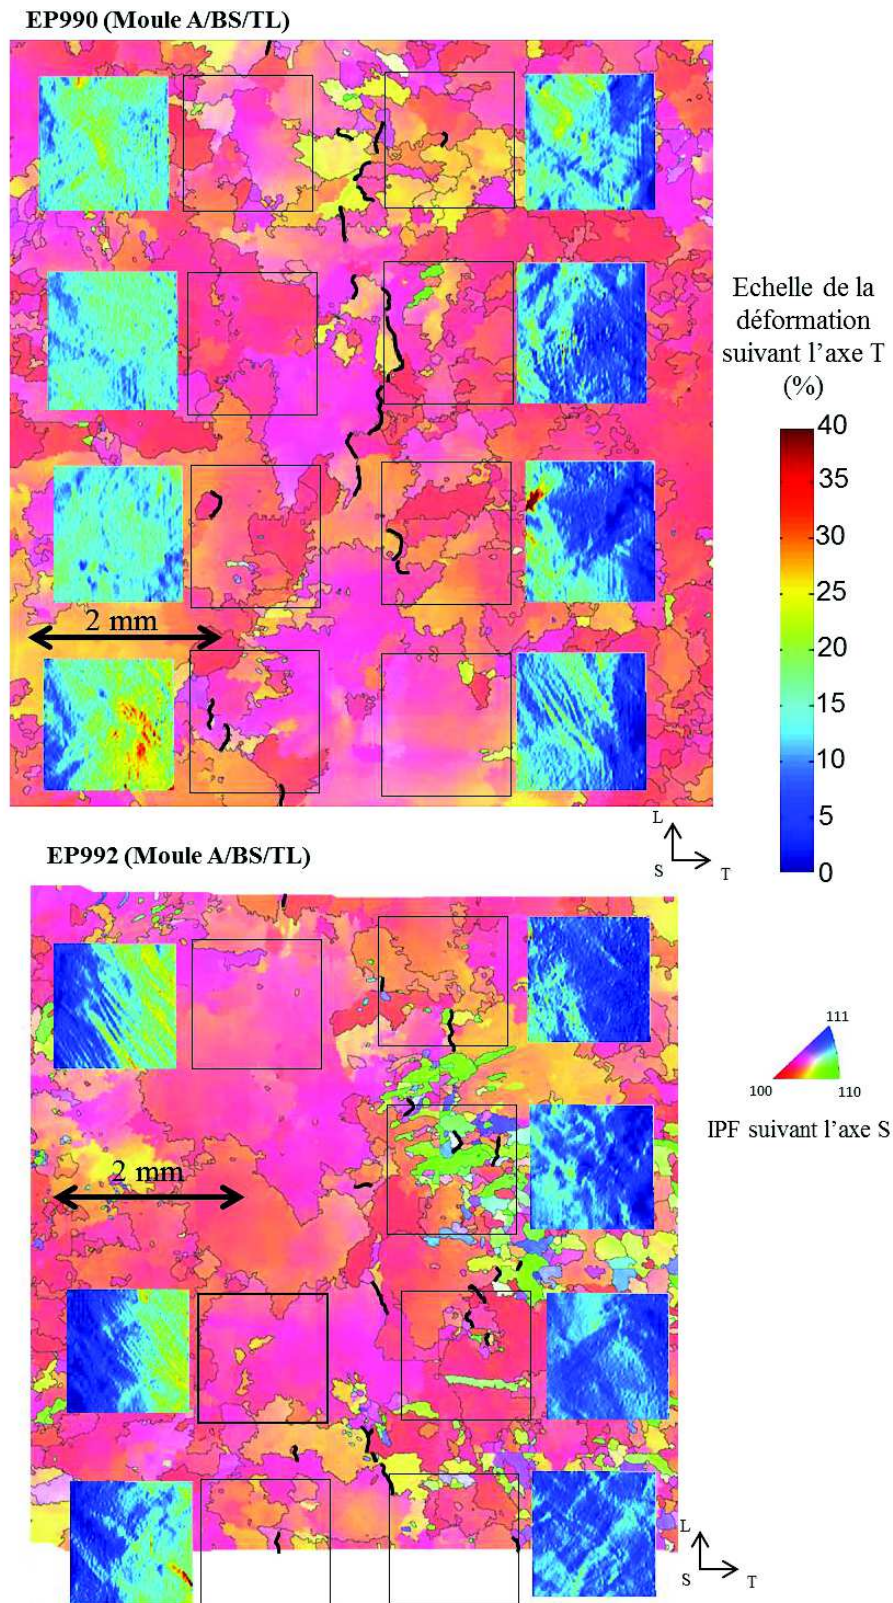 EP990 (Moule A/BS/TL)
Echelle de la
déformation
suivant l'axe T
(%)
40
35
30
25
20
15
10
5
0
2 mm
L
S
T
EP992 (Moule A/BS/TL)
111
100
110
IPF suivant l'axe S
2 mm
L
S
T